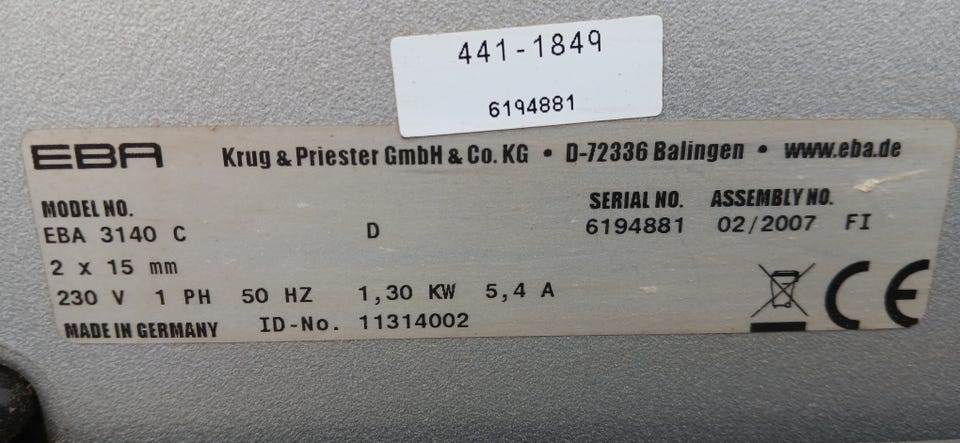 441-1849
6194881
EBA Krug & Priester GmbH & Co. KG • D-72336 Balingen • www.eba.de
MODEL NO. SERIAL NO. ASSEMBLY NO.
EBA 3140 C D 6194881 02/2007 FI
2 x 15 mm
230 V 1 PH 50 HZ 1,30 KW 5,4 A
MADE IN GERMANY ID-No. 11314002
CE